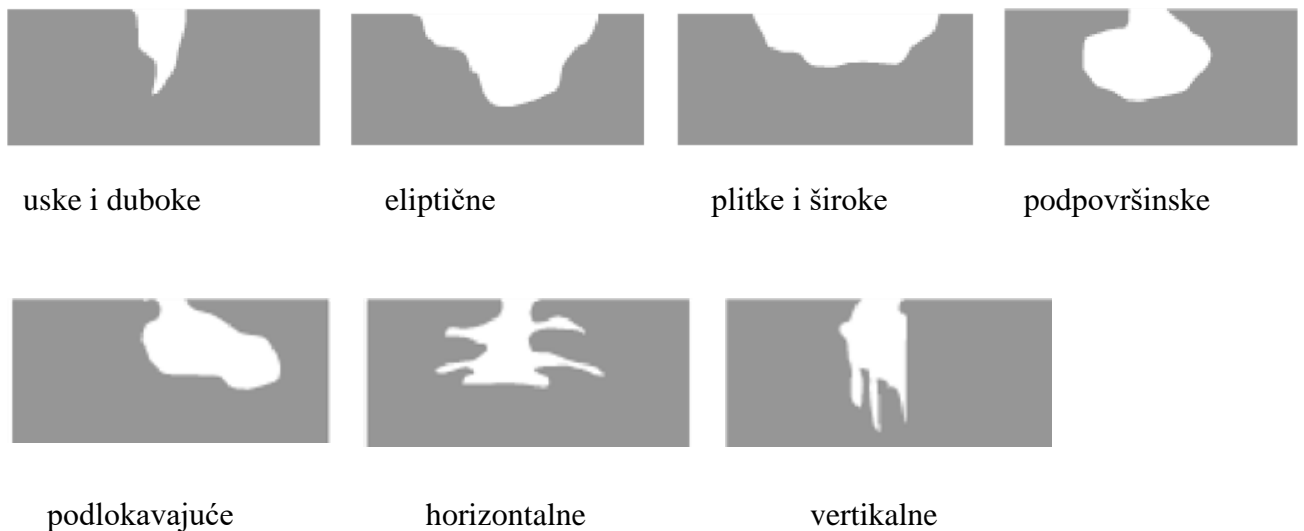 uske i duboke eliptične plitke i široke podpovršinske
podlokavajuće horizontalne vertikalne